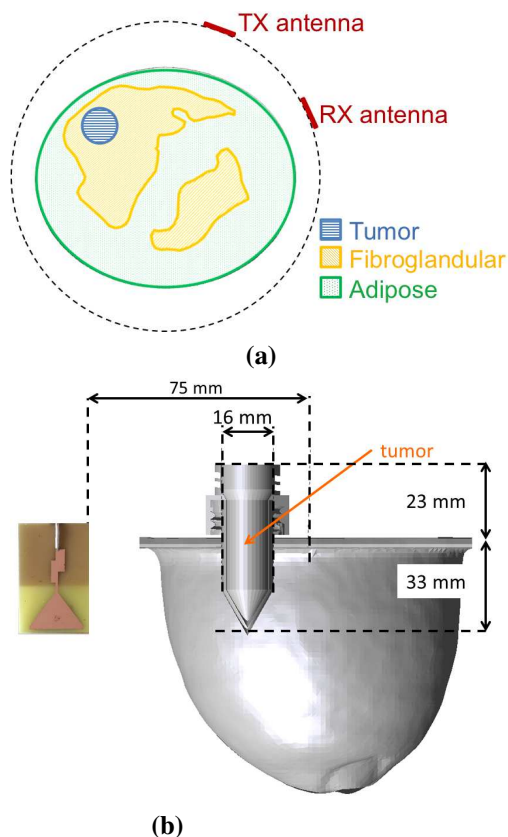 TX antenna
RX antenna
Tumor
Fibroglandular
Adipose
(a)
75 mm
16 mm
tumor
23 mm
33 mm
(b)